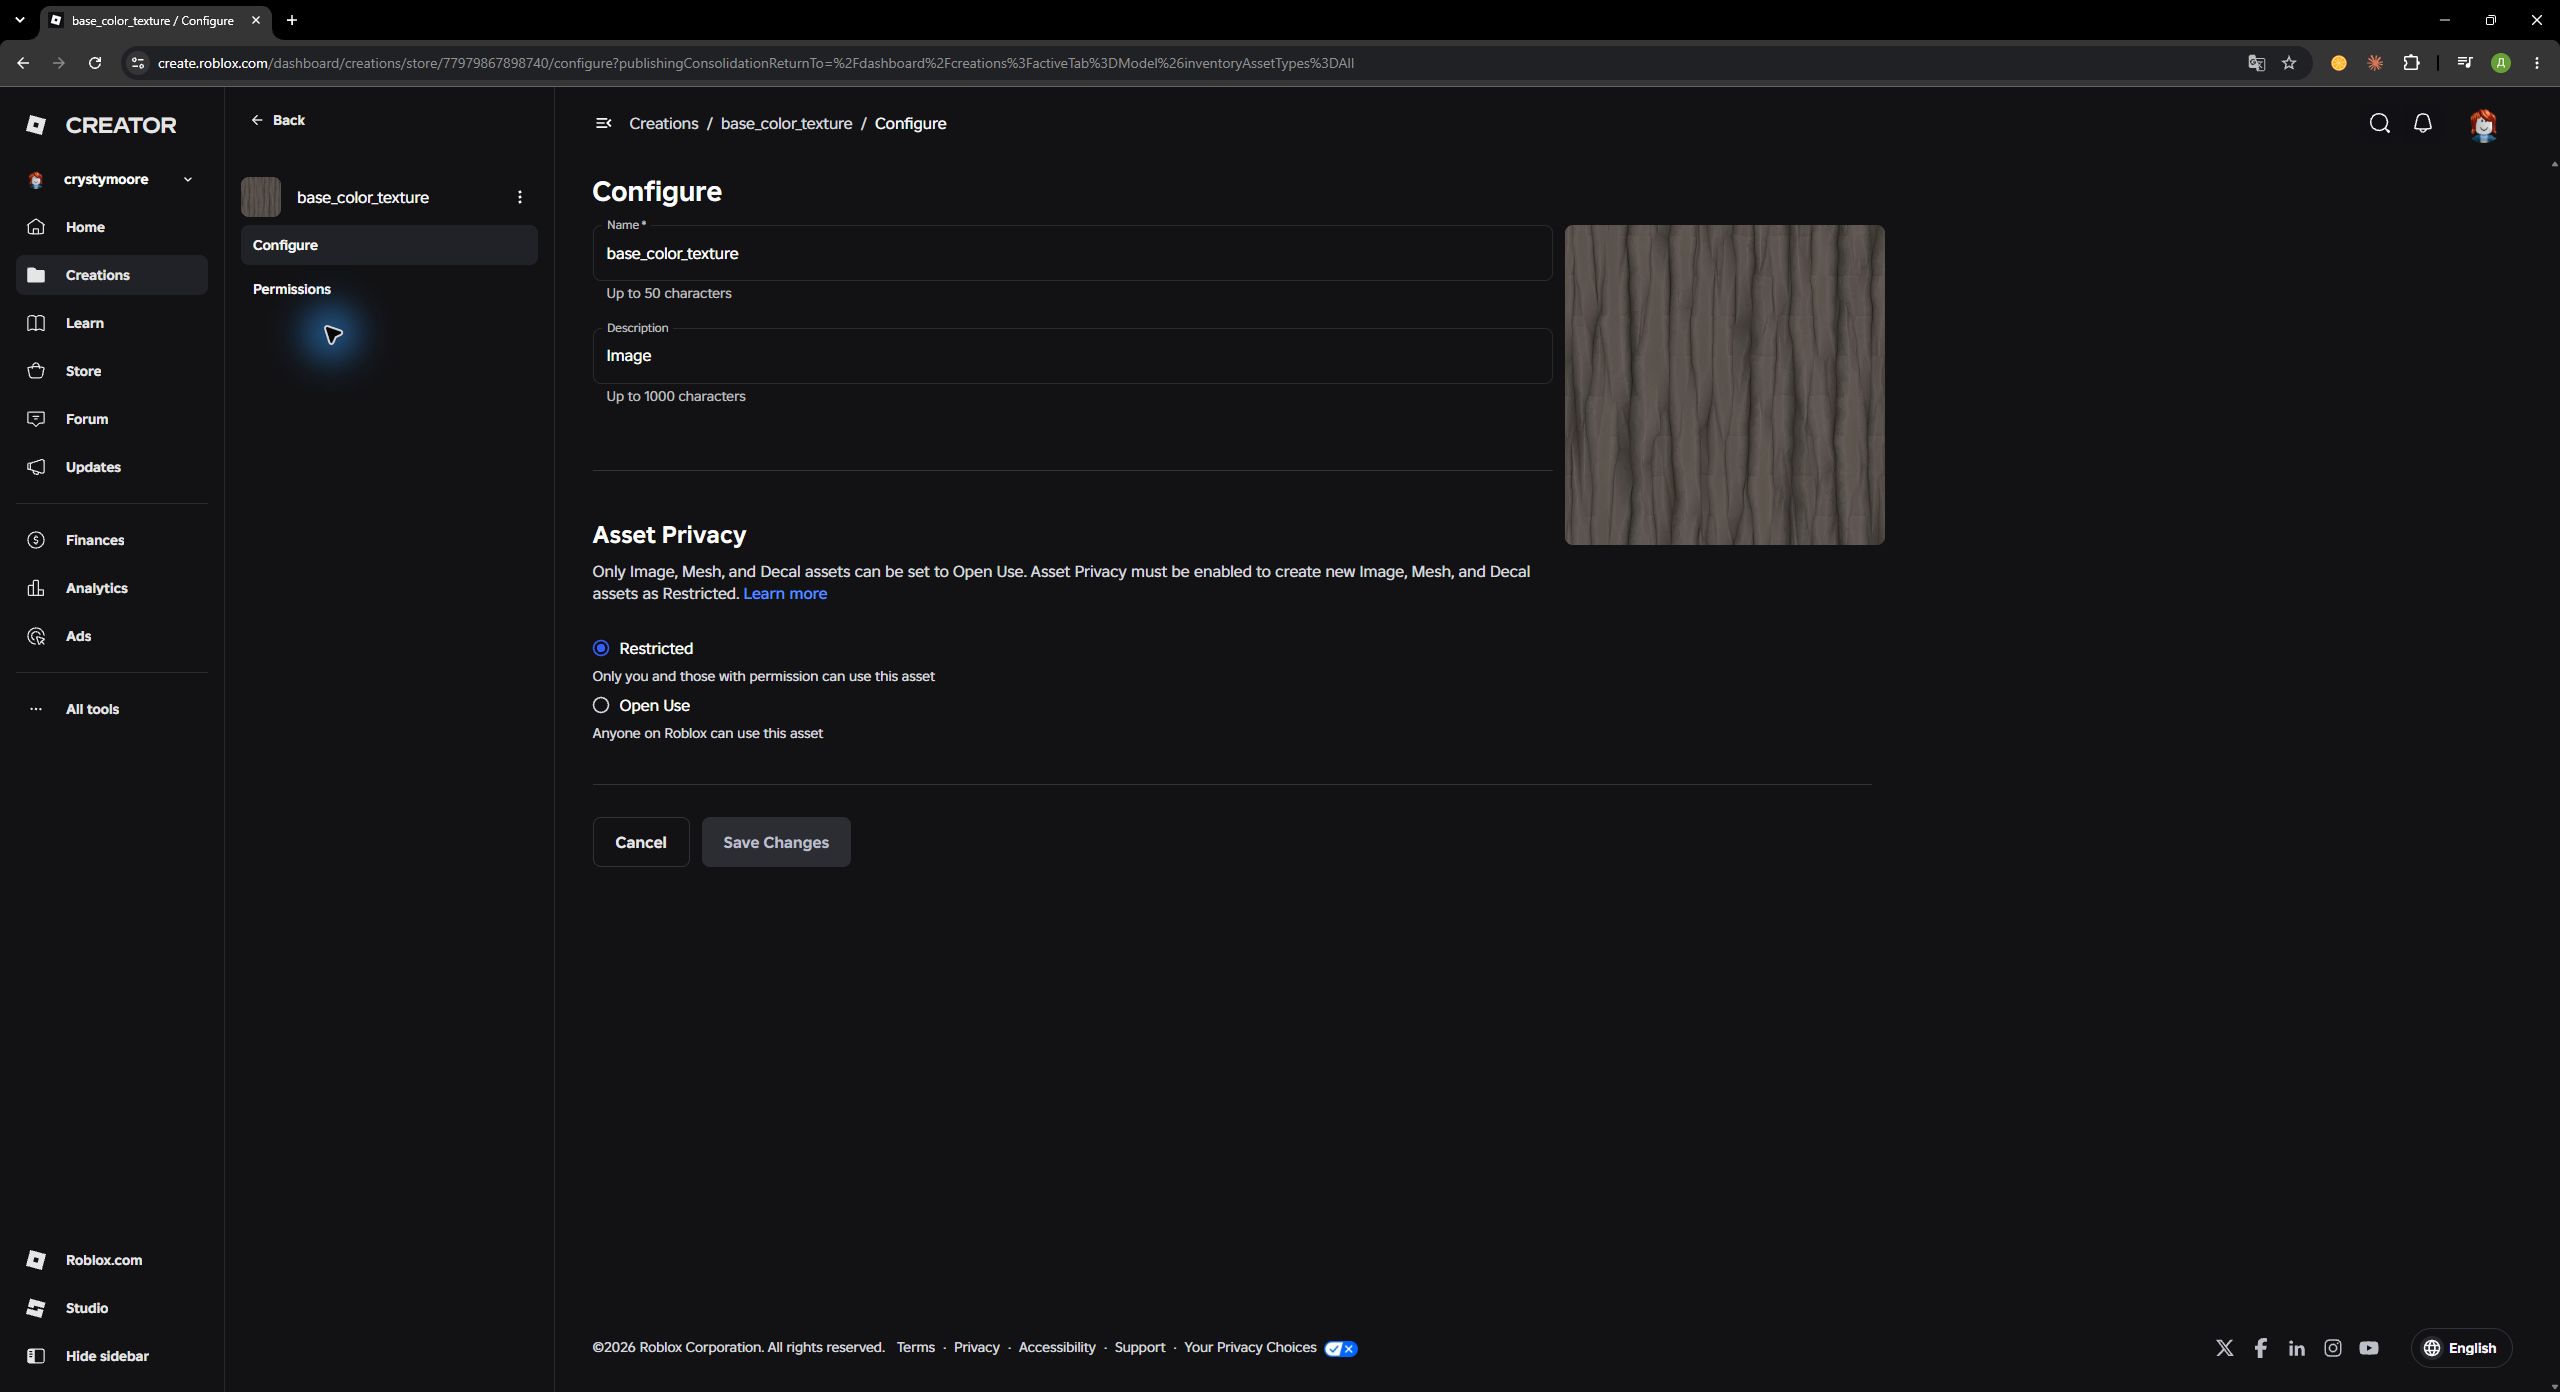 base_color_texture / Configure
create.roblox.com/dashboard/creations/store/77979867898740/configure?publishingConsolidationReturnTo=%2Fdashboard%2Fcreations%3FactiveTab%3DModel%26inventoryAssetTypes%3DAll
Д
CREATOR
crystymoore
Home
Creations
Learn
Store
Forum
Updates
Finances
Analytics
Ads
All tools
Roblox.com
Studio
Hide sidebar
Back
base_color_texture
Configure
Permissions
Creations / base_color_texture / Configure
Configure
Name *
base_color_texture
Up to 50 characters
Description
Image
Up to 1000 characters
Asset Privacy
Only Image, Mesh, and Decal assets can be set to Open Use. Asset Privacy must be enabled to create new Image, Mesh, and Decal
assets as Restricted. Learn more
Restricted
Only you and those with permission can use this asset
Open Use
Anyone on Roblox can use this asset
Cancel
Save Changes
©2026 Roblox Corporation. All rights reserved. Terms · Privacy · Accessibility · Support · Your Privacy Choices
English